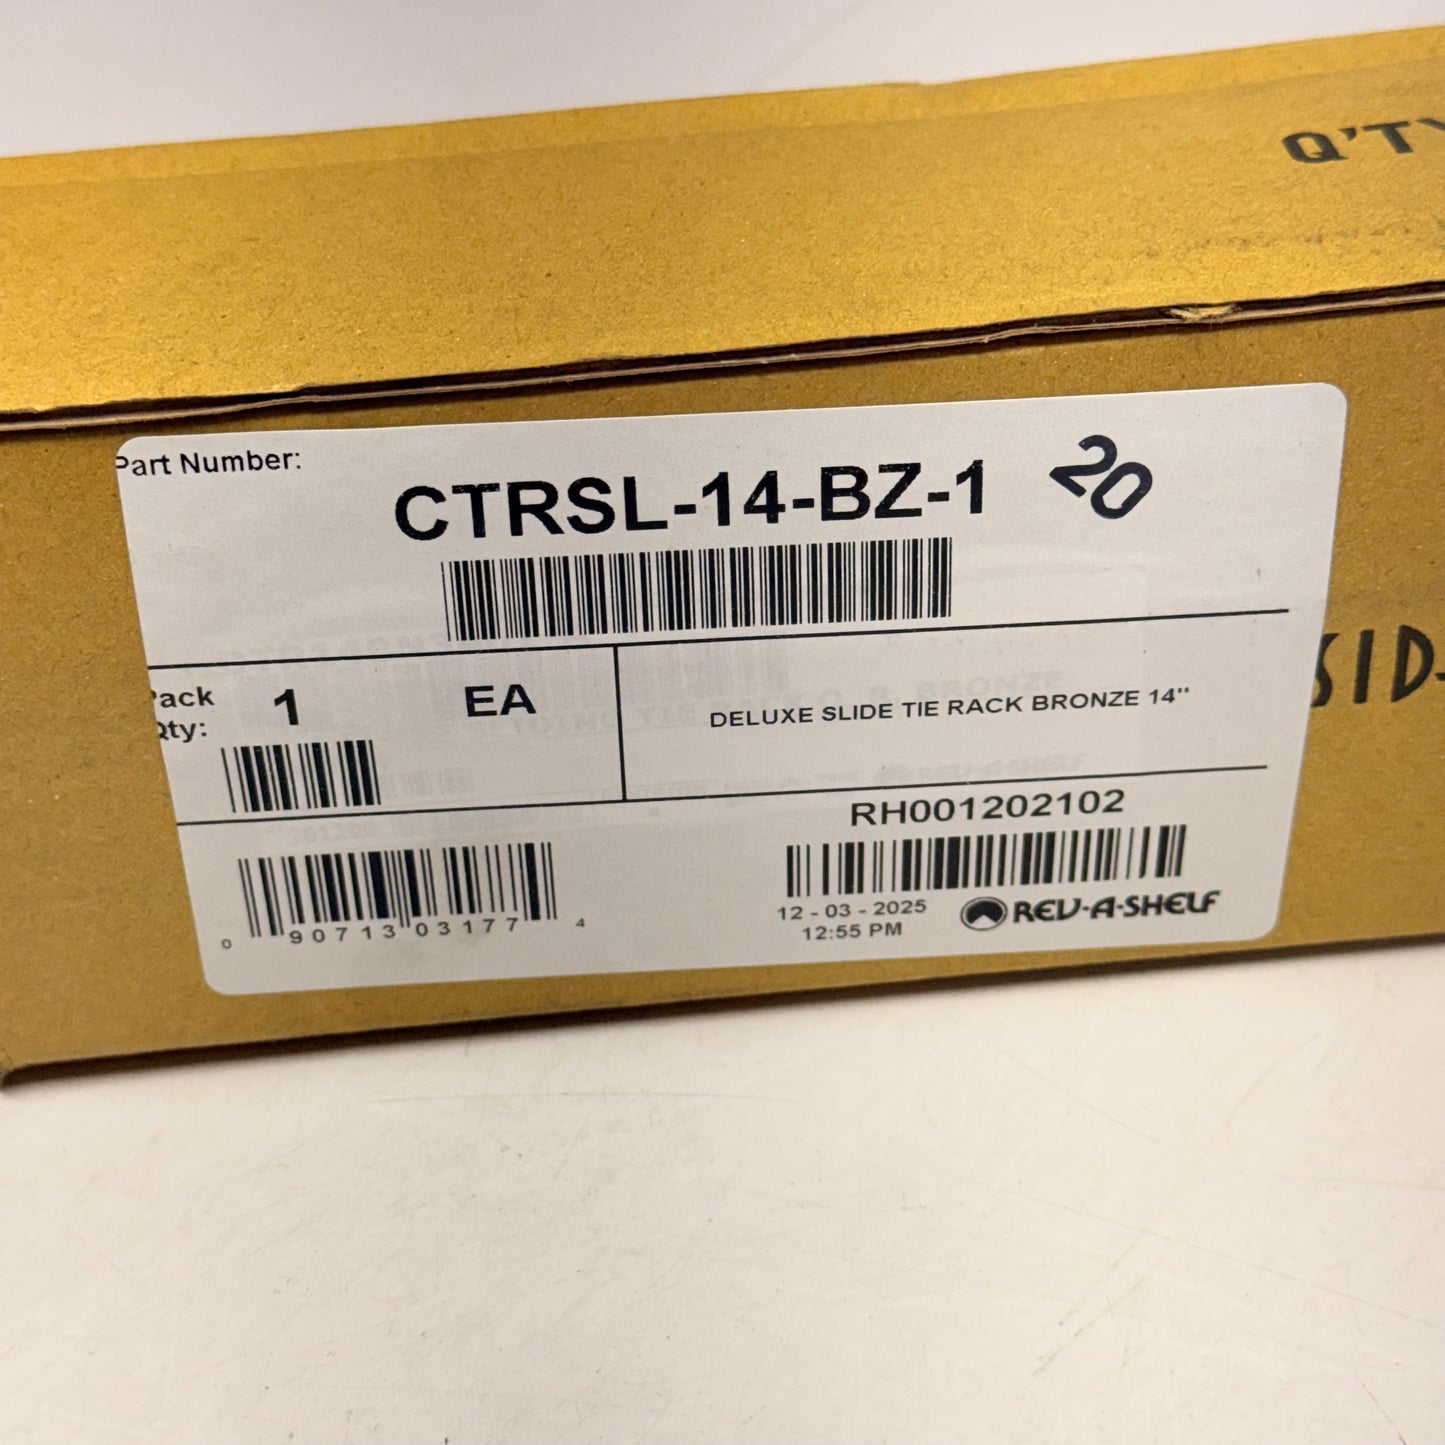 Q'TY
Part Number:
CTRSL-14-BZ-1
20
Pack
Qty:
1
EA
DELUXE SLIDE TIE RACK BRONZE 14"
RH001202102
0 90713 03177 4
12 - 03 - 2025
12:55 PM
REV-A-SHELF
SID